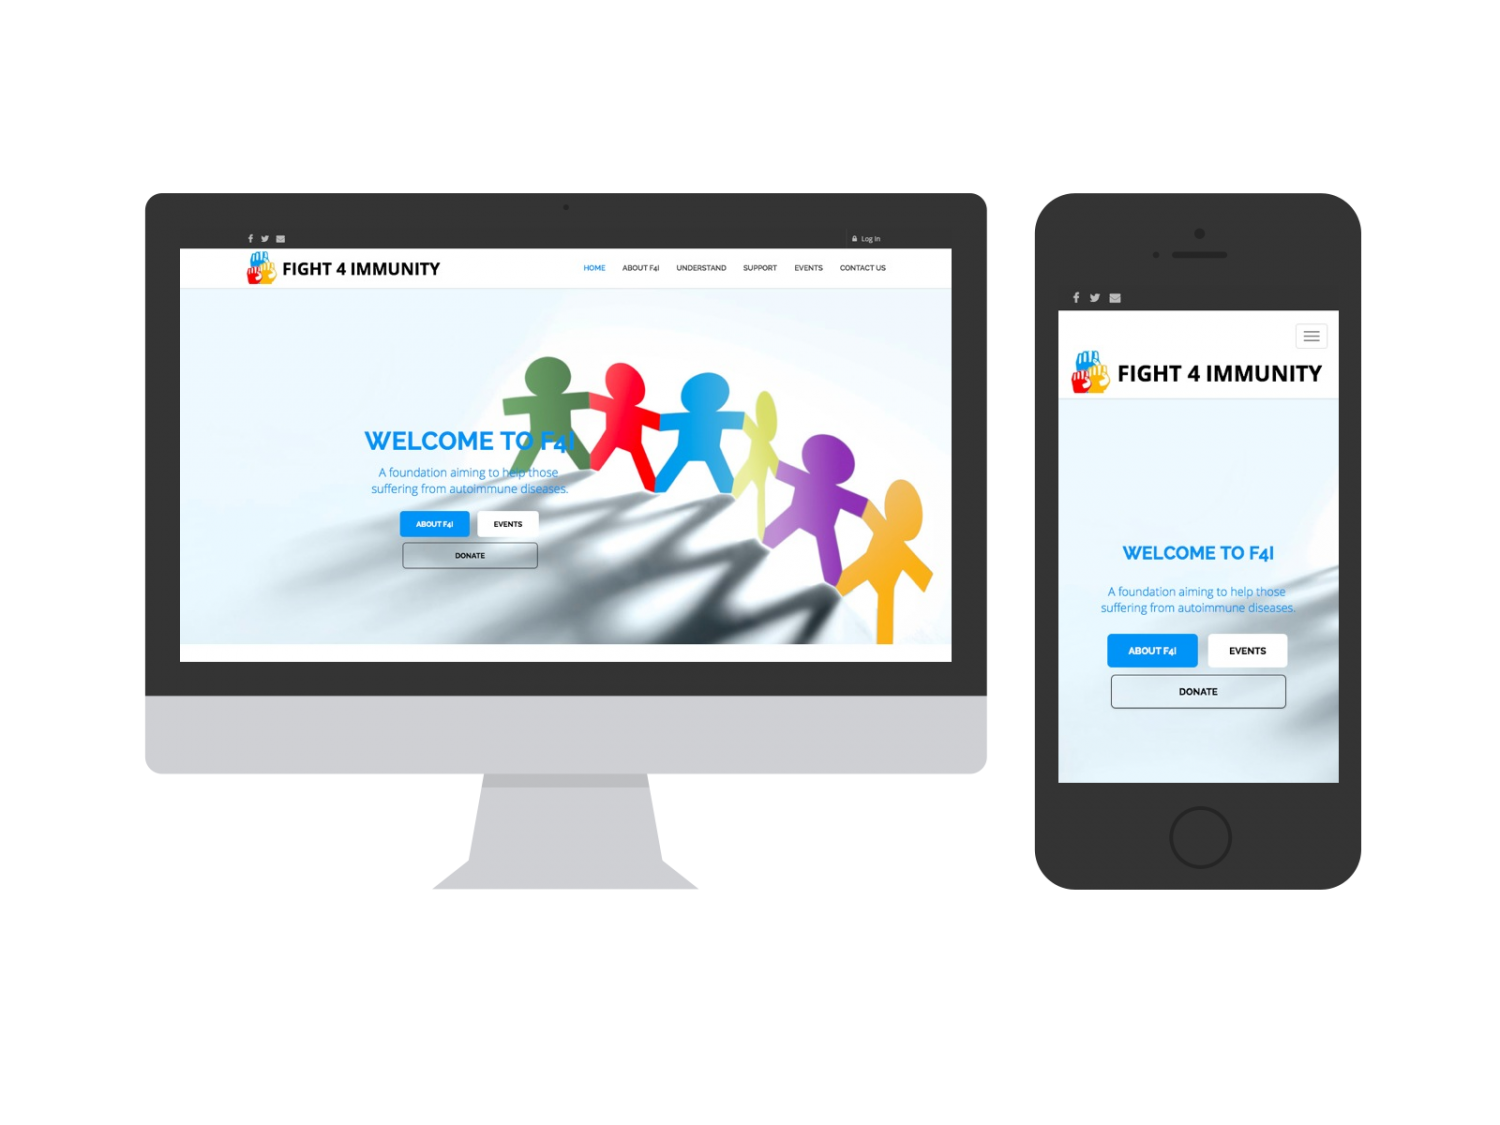 Log In
FIGHT 4 IMMUNITY
HOME ABOUT F4I UNDERSTAND SUPPORT EVENTS CONTACT US
WELCOME TO F4I
A foundation aiming to help those
suffering from autoimmune diseases.
ABOUT F4I EVENTS
DONATE
FIGHT 4 IMMUNITY
WELCOME TO F4I
A foundation aiming to help those
suffering from autoimmune diseases.
ABOUT F4I EVENTS
DONATE